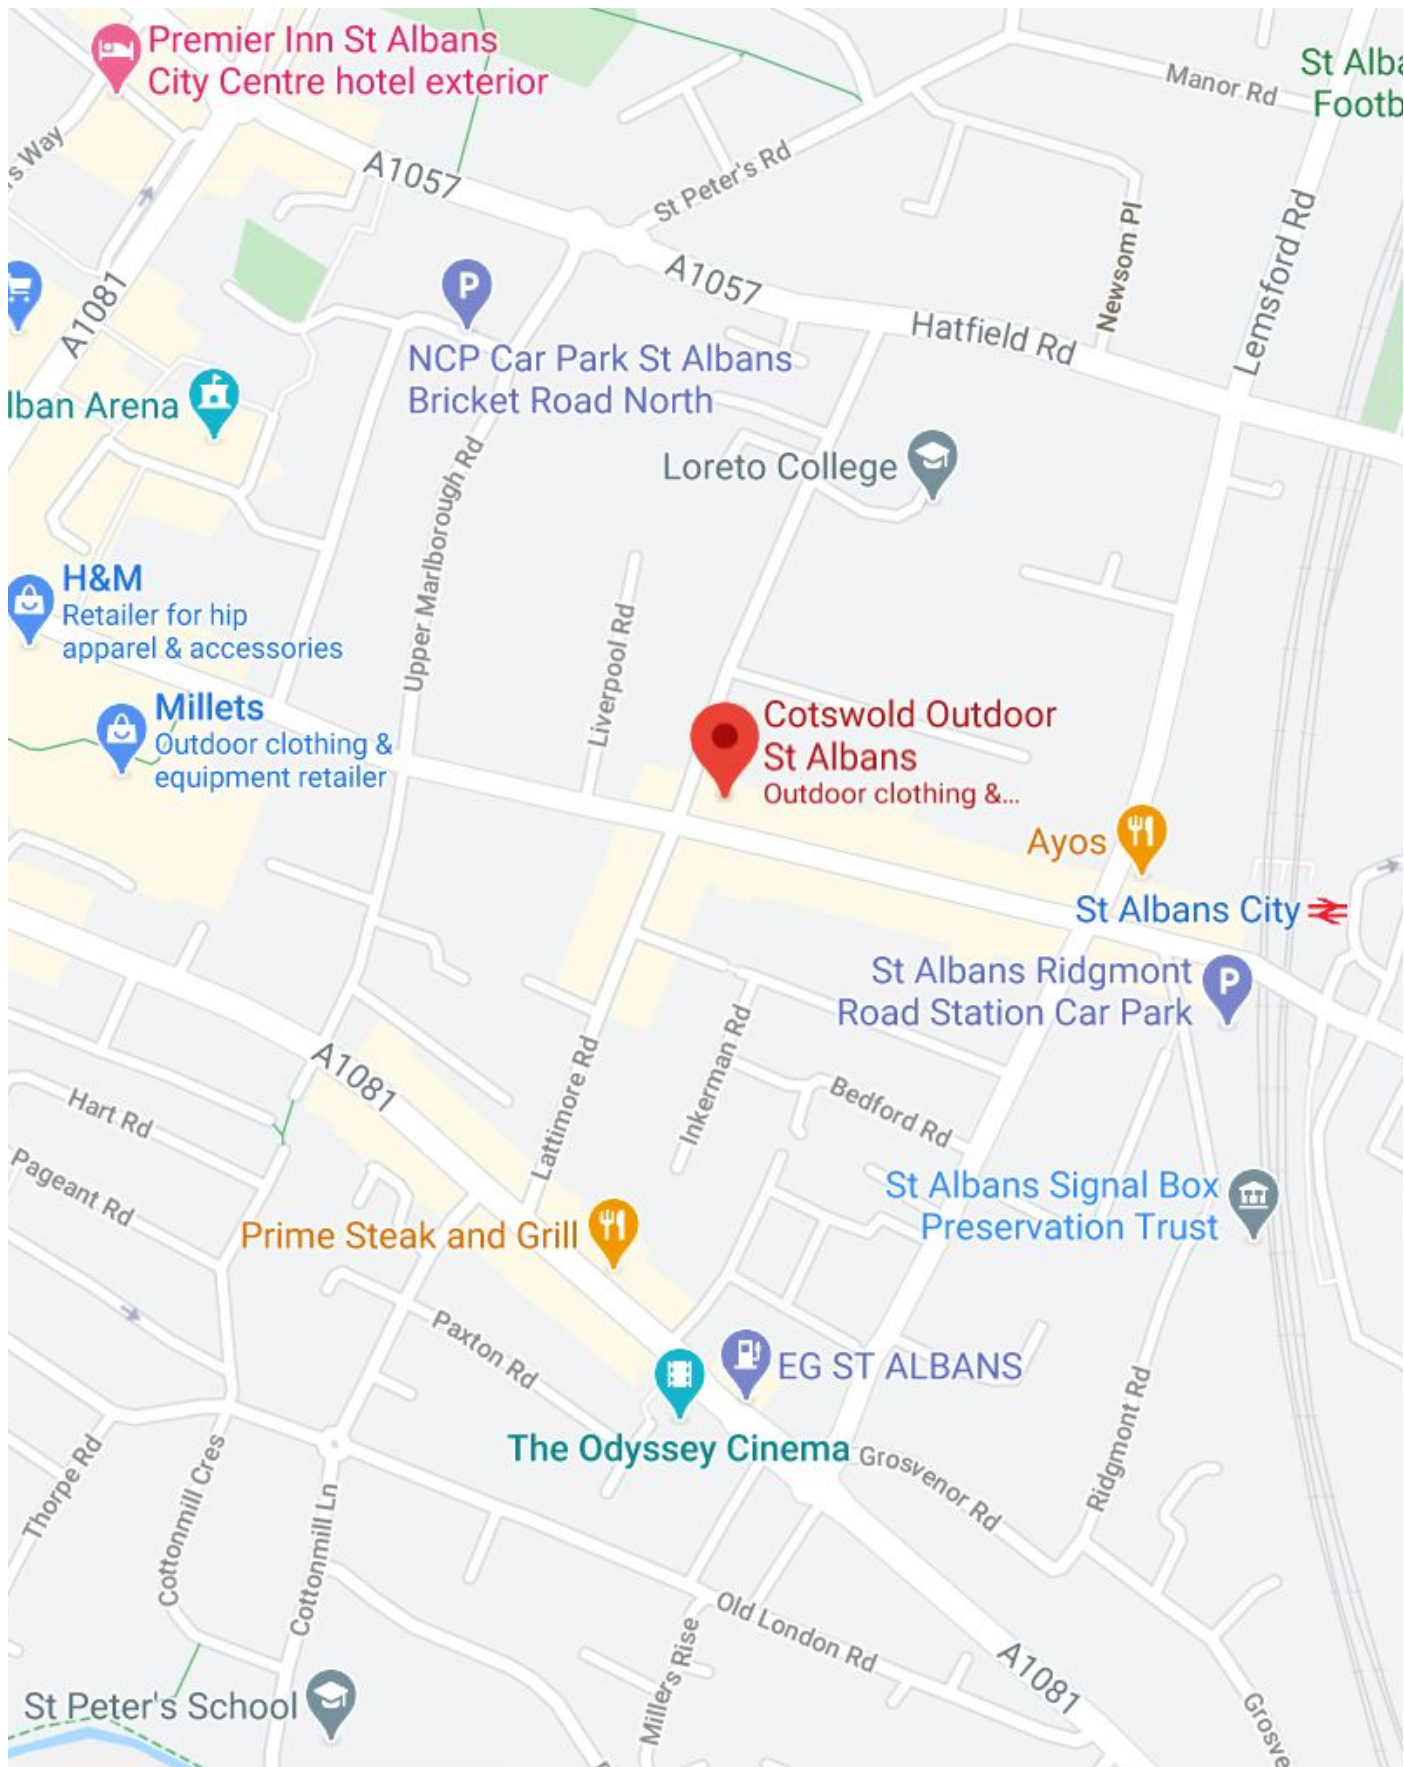 Premier Inn St Albans
City Centre hotel exterior
St Alba
Footb
Manor Rd
s Way
A1057
St Peter's Rd
Newsom Pl
Lemsford Rd
A1081
P
A1057
Hatfield Rd
NCP Car Park St Albans
Bricket Road North
lban Arena
Loreto College
Upper Marlborough Rd
H&M
Retailer for hip
apparel & accessories
Liverpool Rd
Millets
Outdoor clothing &
equipment retailer
Cotswold Outdoor
St Albans
Outdoor clothing &...
Ayos
St Albans City
St Albans Ridgmont
Road Station Car Park
P
A1081
Lattimore Rd
Inkerman Rd
Bedford Rd
Hart Rd
Pageant Rd
St Albans Signal Box
Preservation Trust
Prime Steak and Grill
Paxton Rd
EG ST ALBANS
The Odyssey Cinema
Grosvenor Rd
Ridgmont Rd
Thorpe Rd
Cottonmill Cres
Cottonmill Ln
Old London Rd
Millers Rise
A1081
St Peter's School
Grosve